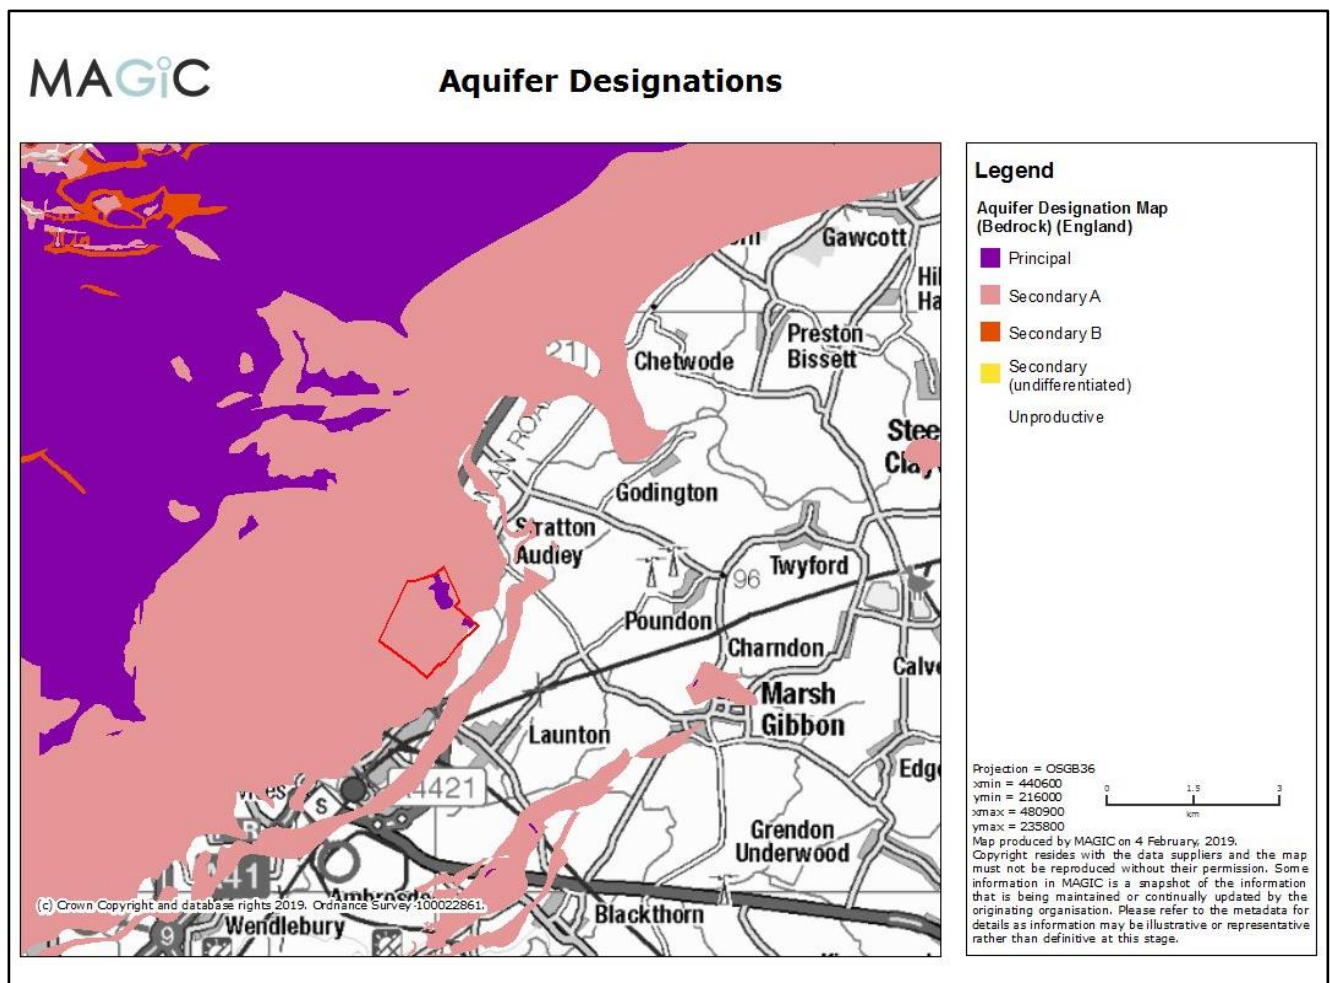 MAGiC
Aquifer Designations
Legend
Aquifer Designation Map
(Bedrock) (England)
Principal
Secondary A
Secondary B
Secondary
(undifferentiated)
Unproductive
Gawcott
Preston
Bissett
Chetwode
21
Godington
Stratton
Audley
Twyford
96
Poundon
Charndon
Marsh
Gibbon
Launton
4421
S
R
41
Grendon
Underwood
Blackthorn
Wendlebury
9
(c) Crown Copyright and database rights 2019. Ordnance Survey 100022861.
Projection = OSGB36
xmin = 440600
ymin = 216000
xmax = 480900
ymax = 235800
0 1.5 3
km
Map produced by MAGIC on 4 February, 2019.
Copyright resides with the data suppliers and the map
must not be reproduced without their permission. Some
information in MAGIC is a snapshot of the information
that is being maintained or continually updated by the
originating organisation. Please refer to the metadata for
details as information may be illustrative or representative
rather than definitive at this stage.